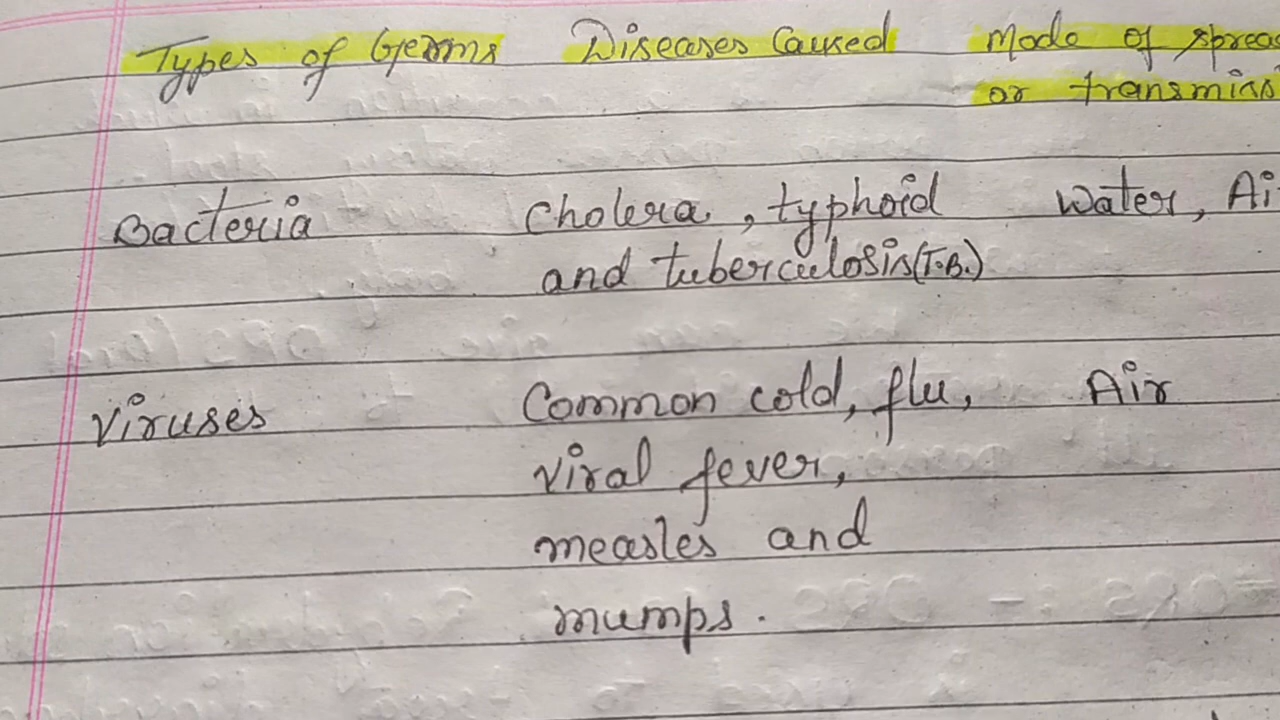 Types of Germs Diseases Caused Mode of
or
Bacteria Cholera, typhoid Water,
and tuberculosis(T.B.)
Viruses Common cold, flu, Air
viral fever,
measles and
mumps.